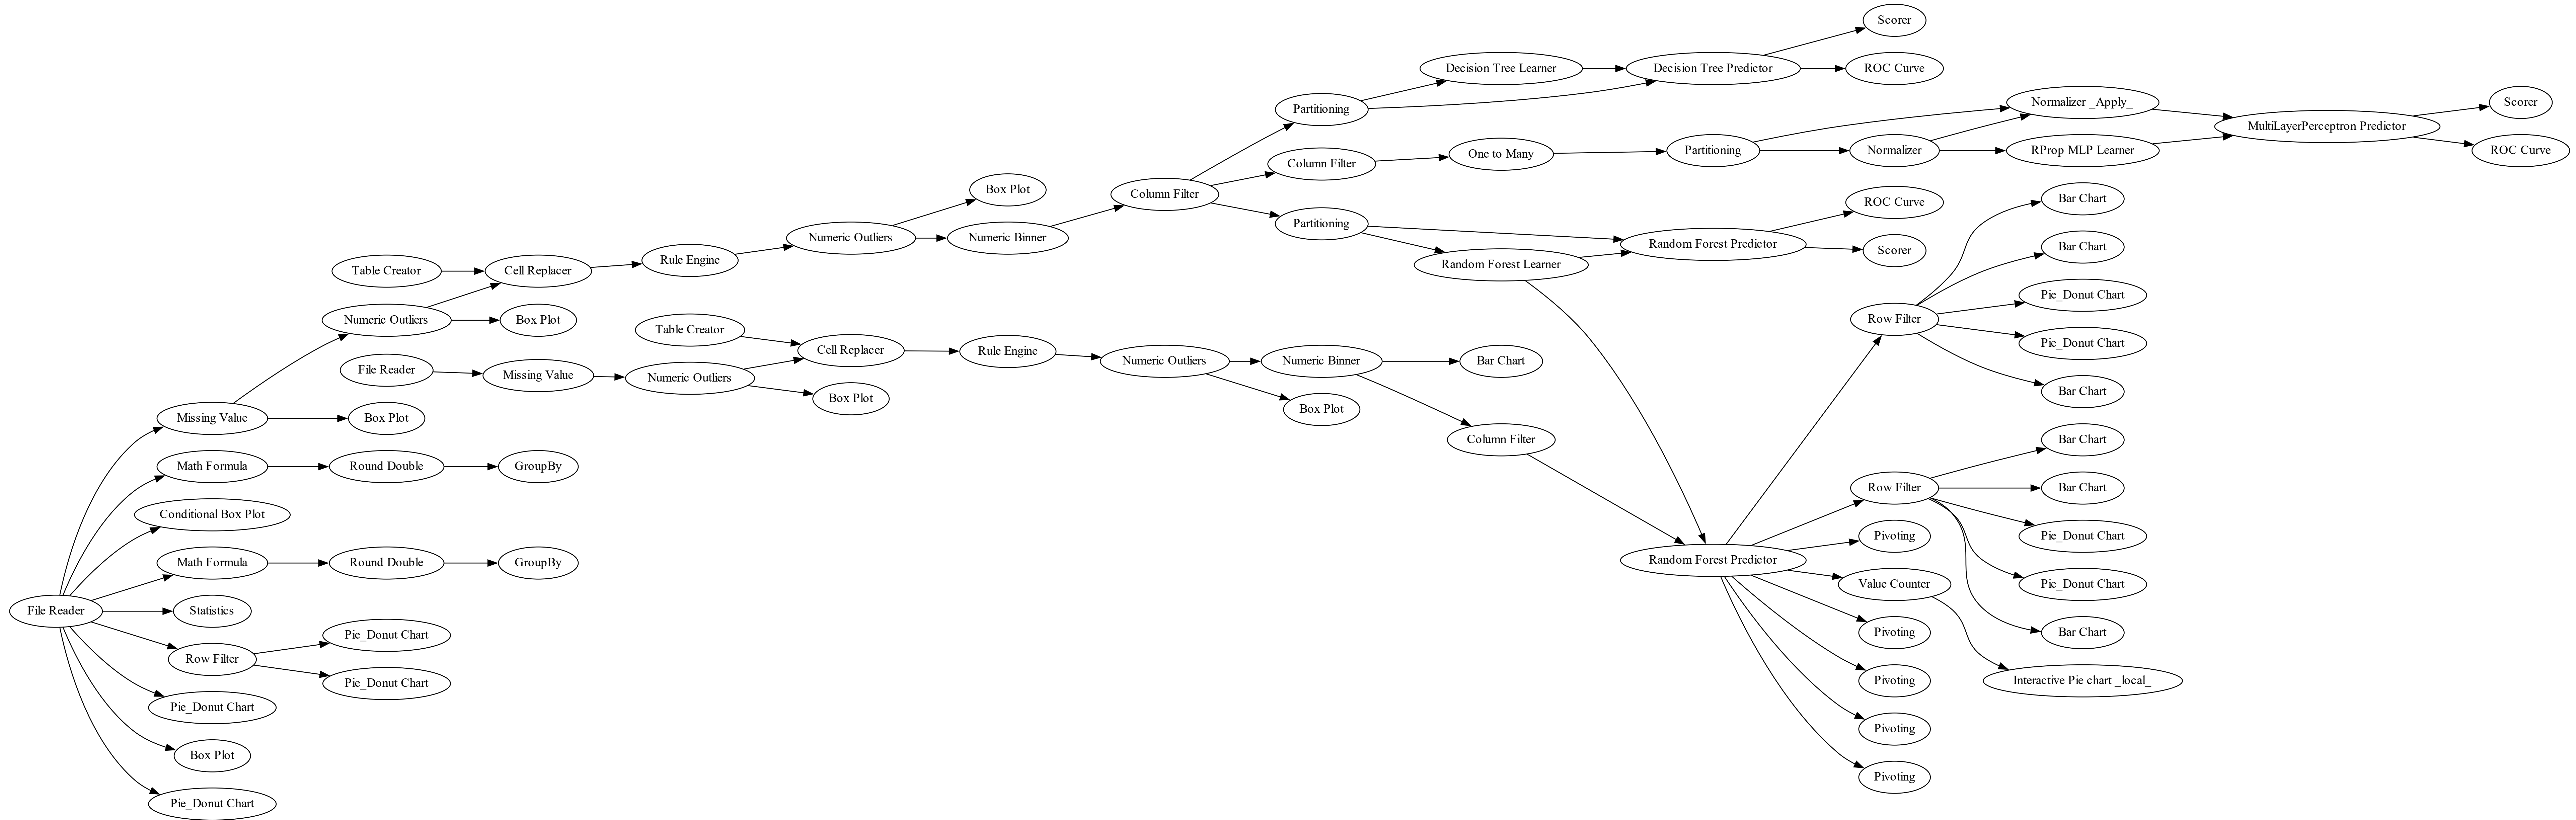 Scorer
Decision Tree Learner
Decision Tree Predictor
ROC Curve
Partitioning
Normalizer _Apply_
Scorer
MultiLayerPerceptron Predictor
Column Filter
One to Many
Partitioning
Normalizer
RProp MLP Learner
ROC Curve
Box Plot
Column Filter
Bar Chart
ROC Curve
Partitioning
Numeric Outliers
Numeric Binner
Random Forest Predictor
Bar Chart
Scorer
Rule Engine
Random Forest Learner
Table Creator
Cell Replacer
Pie_Donut Chart
Numeric Outliers
Box Plot
Row Filter
Table Creator
Pie_Donut Chart
Cell Replacer
Rule Engine
Numeric Outliers
Numeric Binner
Bar Chart
File Reader
Missing Value
Numeric Outliers
Bar Chart
Box Plot
Box Plot
Missing Value
Box Plot
Column Filter
Bar Chart
Math Formula
Round Double
GroupBy
Row Filter
Bar Chart
Conditional Box Plot
Pivoting
Pie_Donut Chart
Math Formula
Round Double
GroupBy
Random Forest Predictor
Value Counter
Pie_Donut Chart
File Reader
Statistics
Pie_Donut Chart
Pivoting
Bar Chart
Row Filter
Pie_Donut Chart
Pivoting
Interactive Pie chart _local_
Pie_Donut Chart
Pivoting
Box Plot
Pivoting
Pie_Donut Chart